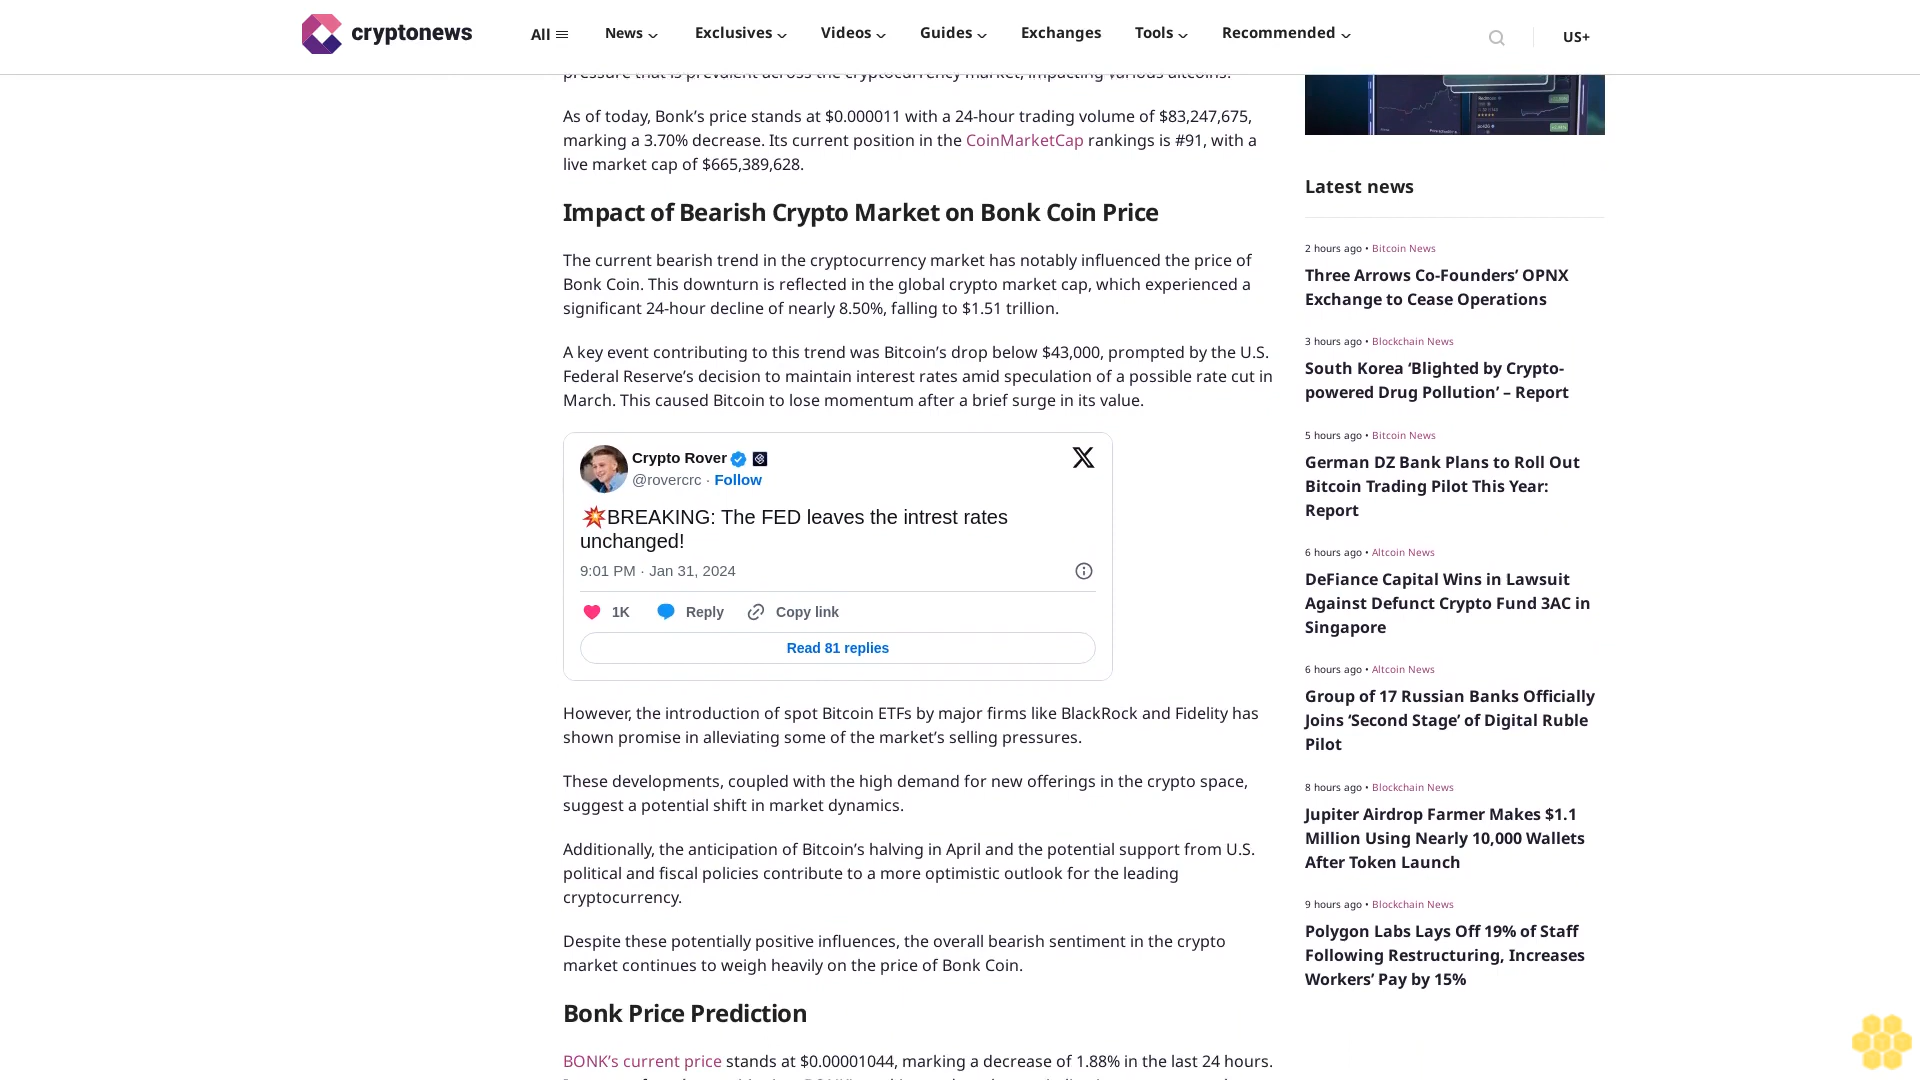 cryptonews
All
News
Exclusives
Videos
Guides
Exchanges
Tools
Recommended
US+
pressure that is prevalent across the cryptocurrency market, impacting various altcoins.
As of today, Bonk’s price stands at $0.000011 with a 24-hour trading volume of $83,247,675,
marking a 3.70% decrease. Its current position in the CoinMarketCap rankings is #91, with a
live market cap of $665,389,628.
Impact of Bearish Crypto Market on Bonk Coin Price
The current bearish trend in the cryptocurrency market has notably influenced the price of
Bonk Coin. This downturn is reflected in the global crypto market cap, which experienced a
significant 24-hour decline of nearly 8.50%, falling to $1.51 trillion.
A key event contributing to this trend was Bitcoin’s drop below $43,000, prompted by the U.S.
Federal Reserve’s decision to maintain interest rates amid speculation of a possible rate cut in
March. This caused Bitcoin to lose momentum after a brief surge in its value.
Crypto Rover
@rovercrc · Follow
💥BREAKING: The FED leaves the intrest rates
unchanged!
9:01 PM · Jan 31, 2024
1K
Reply
Copy link
Read 81 replies
However, the introduction of spot Bitcoin ETFs by major firms like BlackRock and Fidelity has
shown promise in alleviating some of the market’s selling pressures.
These developments, coupled with the high demand for new offerings in the crypto space,
suggest a potential shift in market dynamics.
Additionally, the anticipation of Bitcoin’s halving in April and the potential support from U.S.
political and fiscal policies contribute to a more optimistic outlook for the leading
cryptocurrency.
Despite these potentially positive influences, the overall bearish sentiment in the crypto
market continues to weigh heavily on the price of Bonk Coin.
Bonk Price Prediction
BONK’s current price stands at $0.00001044, marking a decrease of 1.88% in the last 24 hours.
Latest news
2 hours ago • Bitcoin News
Three Arrows Co-Founders’ OPNX
Exchange to Cease Operations
3 hours ago • Blockchain News
South Korea ‘Blighted by Crypto-
powered Drug Pollution’ – Report
5 hours ago • Bitcoin News
German DZ Bank Plans to Roll Out
Bitcoin Trading Pilot This Year:
Report
6 hours ago • Altcoin News
DeFiance Capital Wins in Lawsuit
Against Defunct Crypto Fund 3AC in
Singapore
6 hours ago • Altcoin News
Group of 17 Russian Banks Officially
Joins ‘Second Stage’ of Digital Ruble
Pilot
8 hours ago • Blockchain News
Jupiter Airdrop Farmer Makes $1.1
Million Using Nearly 10,000 Wallets
After Token Launch
9 hours ago • Blockchain News
Polygon Labs Lays Off 19% of Staff
Following Restructuring, Increases
Workers’ Pay by 15%